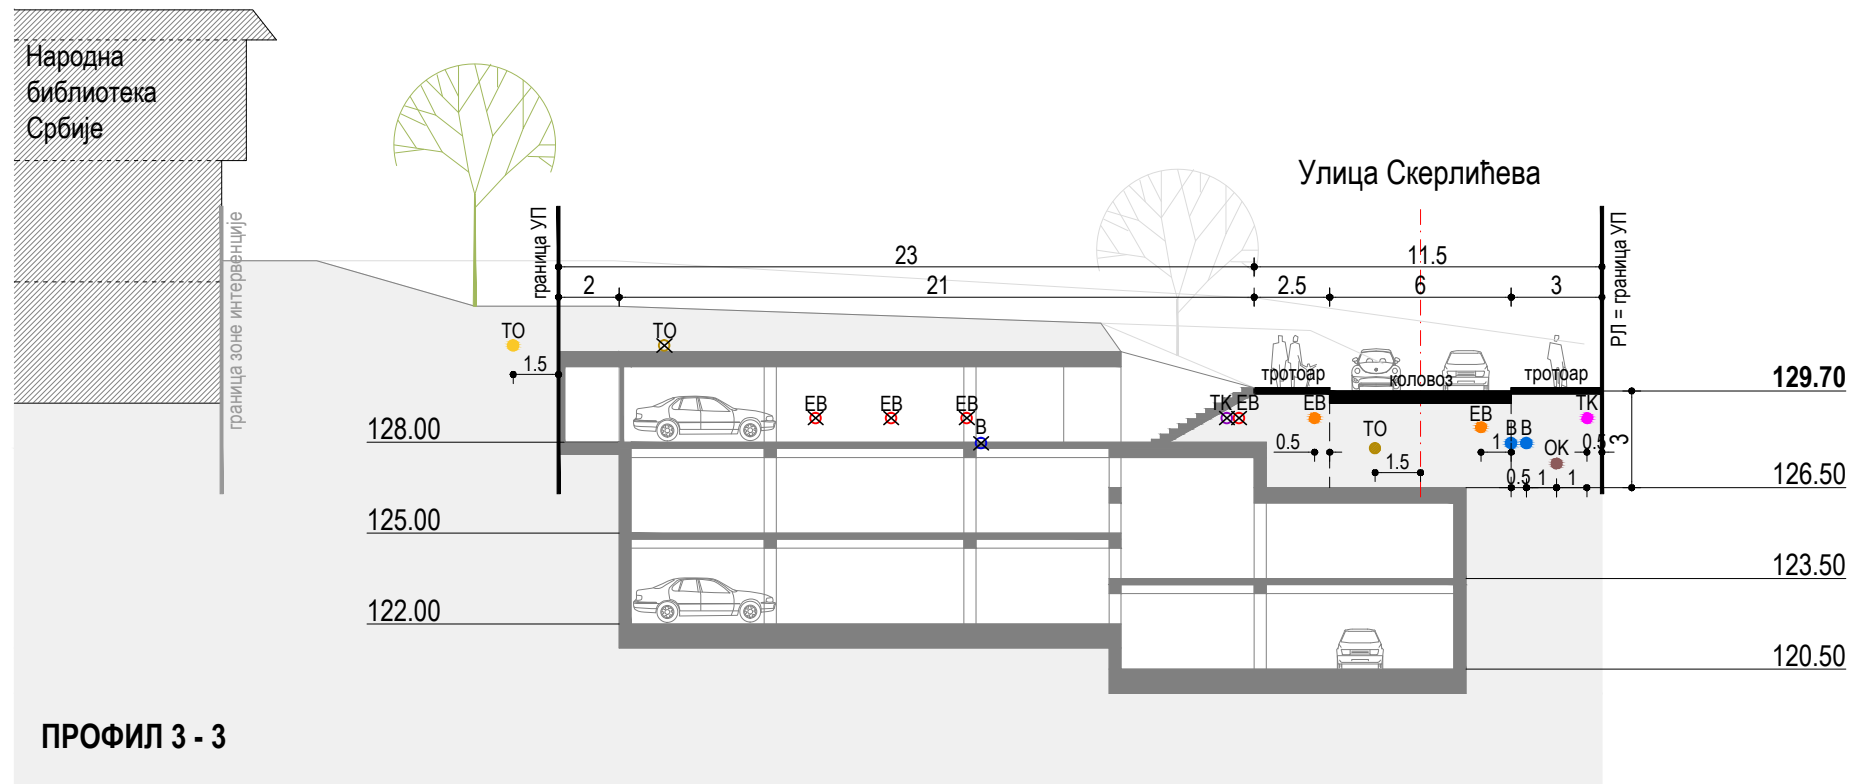 Народна
библиотека
Србије
Улица Скерлићева
граница зоне интервенције
граница УП
РЛ = граница УП
23
11.5
2
21
2.5
6
3
ТО
ТО
1.5
тротоар
коловоз
тротоар
129.70
ЕВ
ЕВ
ЕВ
В
ТК
ЕВ
ЕВ
ТО
ЕВ
В
В
ОК
ТК
128.00
0.5
1.5
1
0.5
3
0.5
1
1
126.50
125.00
123.50
122.00
120.50
ПРОФИЛ 3 - 3